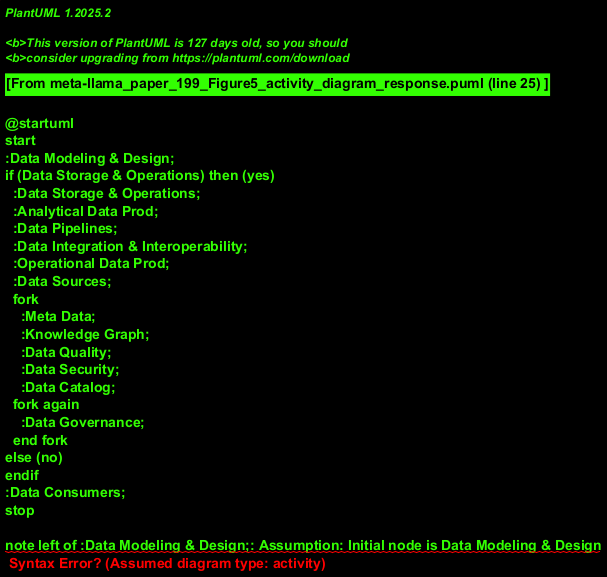 PlantUML 1.2025.2
<b>This version of PlantUML is 127 days old, so you should
<b>consider upgrading from https://plantuml.com/download
[From meta-llama_paper_199_Figure5_activity_diagram_response.puml (line 25) ]
@startuml
start
:Data Modeling & Design;
if (Data Storage & Operations) then (yes)
:Data Storage & Operations;
:Analytical Data Prod;
:Data Pipelines;
:Data Integration & Interoperability;
:Operational Data Prod;
:Data Sources;
fork
:Meta Data;
:Knowledge Graph;
:Data Quality;
:Data Security;
:Data Catalog;
fork again
:Data Governance;
end fork
else (no)
endif
:Data Consumers;
stop
note left of :Data Modeling & Design;: Assumption: Initial node is Data Modeling & Design
Syntax Error? (Assumed diagram type: activity)